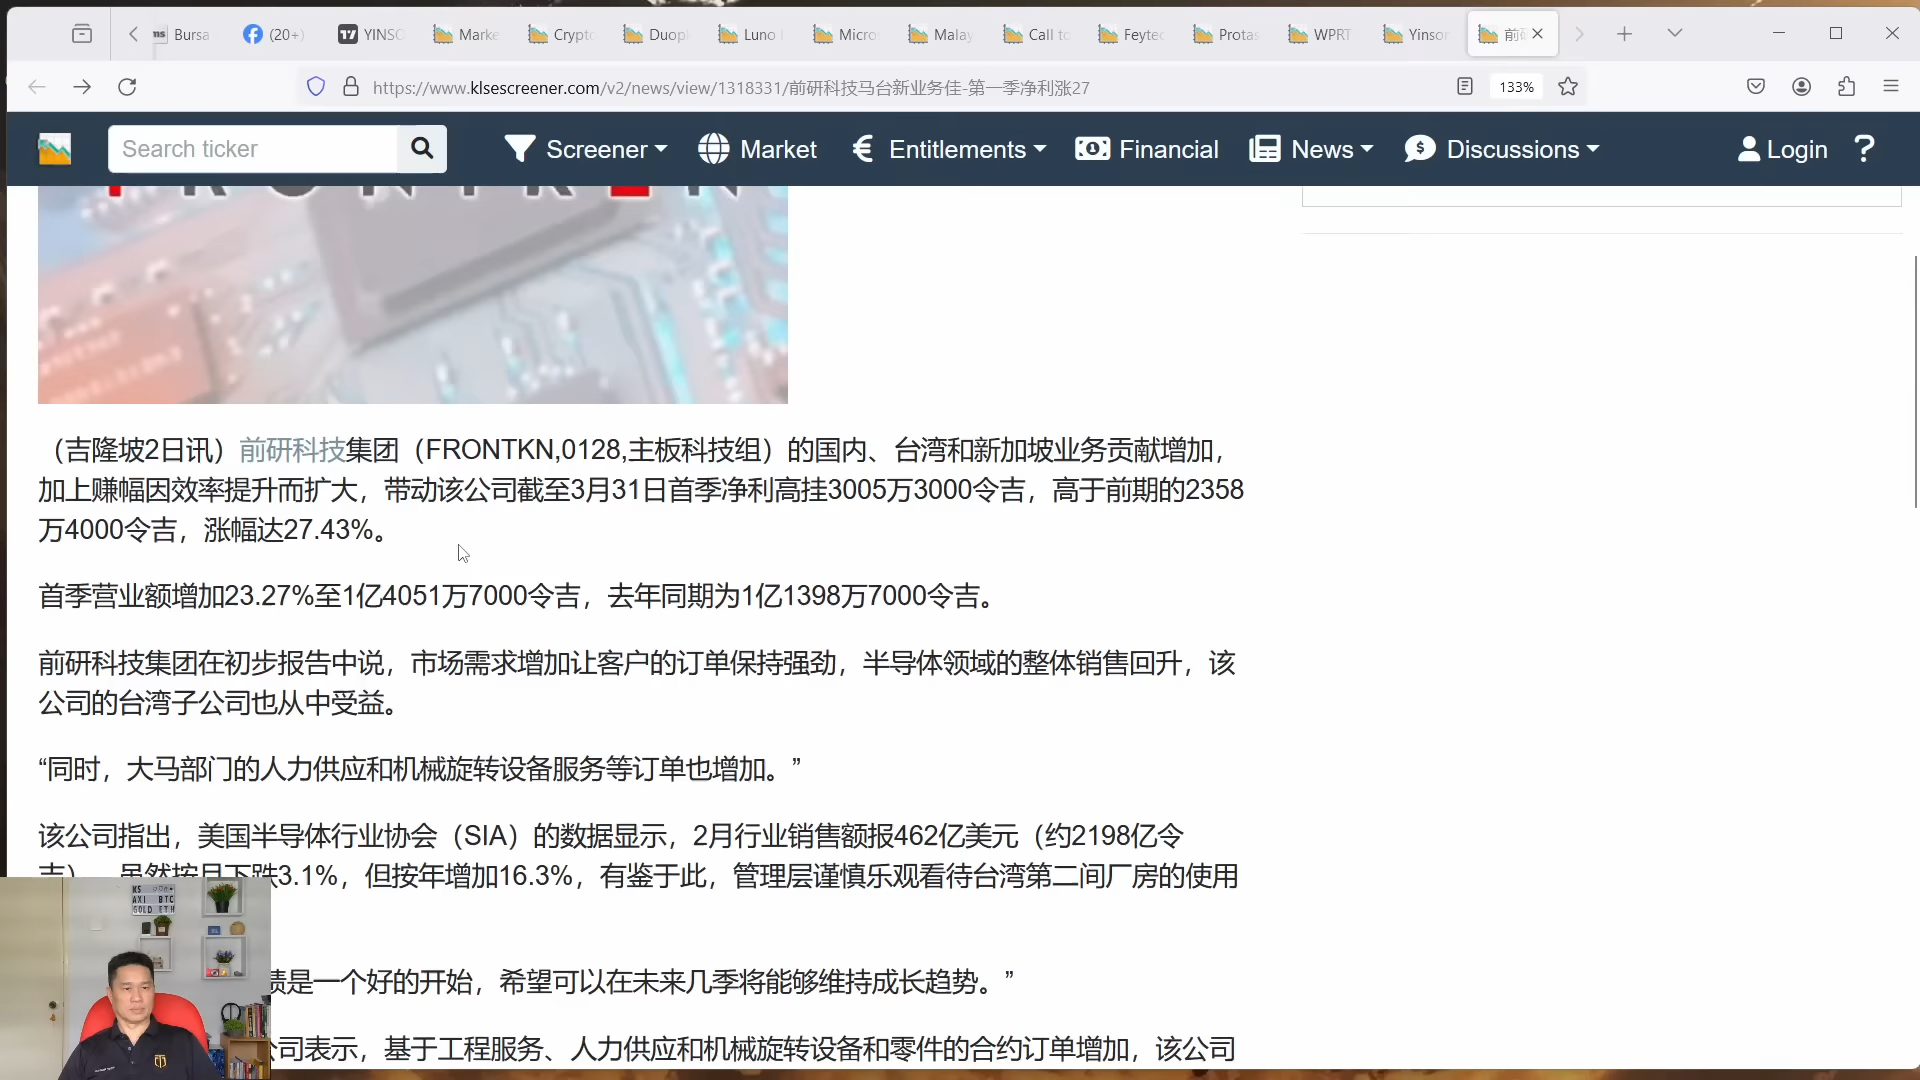 Bursa
(20+)
YINSO
Marke
Crypto
Duop
Luno
Micro
Malay
Call to
Feytec
Protas
WPRT
Yinson
前
https://www.klsescreener.com/v2/news/view/1318331/前研科技马台新业务佳-第一季净利涨27
133%
Search ticker
Screener
Market
Entitlements
Financial
News
Discussions
Login
?
（吉隆坡2日讯）前研科技集团（FRONTKN,0128,主板科技组）的国内、台湾和新加坡业务贡献增加，
加上赚幅因效率提升而扩大，带动该公司截至3月31日首季净利高挂3005万3000令吉，高于前期的2358
万4000令吉，涨幅达27.43%。
首季营业额增加23.27%至1亿4051万7000令吉，去年同期为1亿1398万7000令吉。
前研科技集团在初步报告中说，市场需求增加让客户的订单保持强劲，半导体领域的整体销售回升，该
公司的台湾子公司也从中受益。
“同时，大马部门的人力供应和机械旋转设备服务等订单也增加。”
该公司指出，美国半导体行业协会（SIA）的数据显示，2月行业销售额报462亿美元（约2198亿令
吉），虽然按月下跌3.1%，但按年增加16.3%，有鉴于此，管理层谨慎乐观看待台湾第二间厂房的使用
绩是一个好的开始，希望可以在未来几季将能够维持成长趋势。”
公司表示，基于工程服务、人力供应和机械旋转设备和零件的合约订单增加，该公司
KS
AXI BTC
GOLD ETH